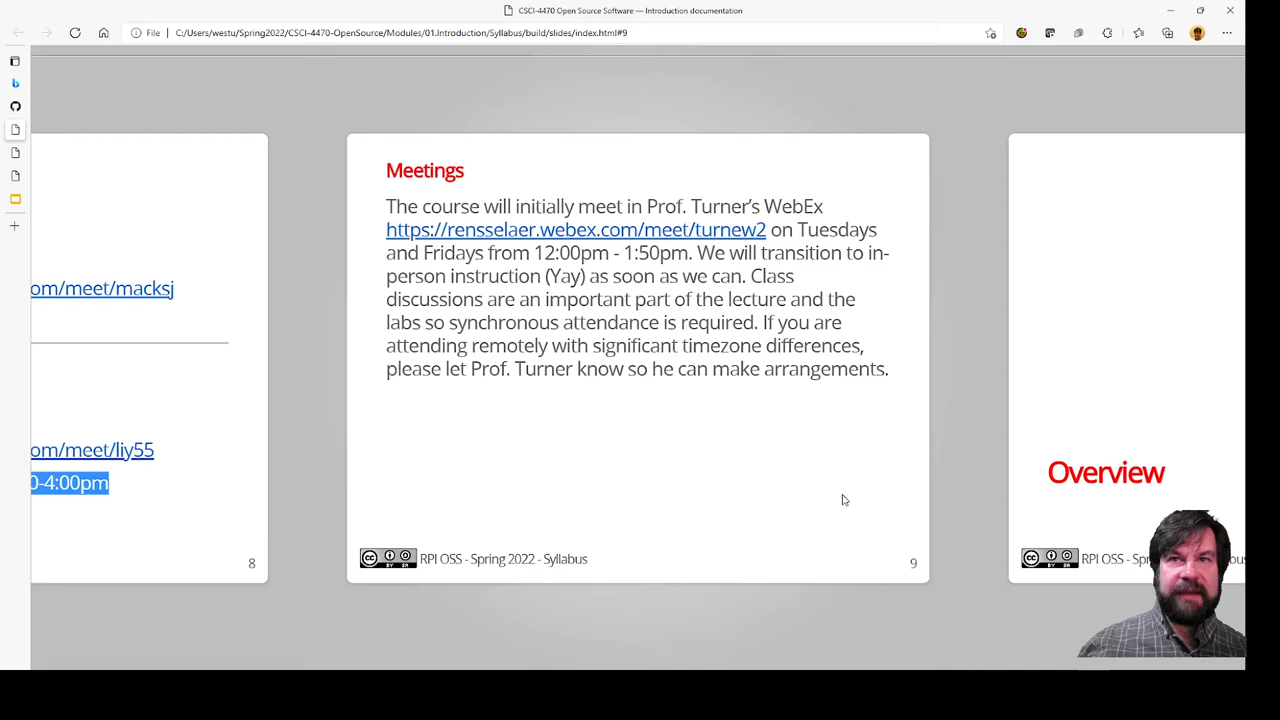 CSCI-4470 Open Source Software — Introduction documentation
File
C:/Users/westu/Spring2022/CSCI-4470-OpenSource/Modules/01.Introduction/Syllabus/build/slides/index.html#9
om/meet/macksj
om/meet/liy55
0-4:00pm
8
Meetings
The course will initially meet in Prof. Turner’s WebEx
https://rensselaer.webex.com/meet/turnew2 on Tuesdays
and Fridays from 12:00pm - 1:50pm. We will transition to in-
person instruction (Yay) as soon as we can. Class
discussions are an important part of the lecture and the
labs so synchronous attendance is required. If you are
attending remotely with significant timezone differences,
please let Prof. Turner know so he can make arrangements.
CC BY SA
RPI OSS - Spring 2022 - Syllabus
9
Overview
CC BY SA
RPI OSS - Spr